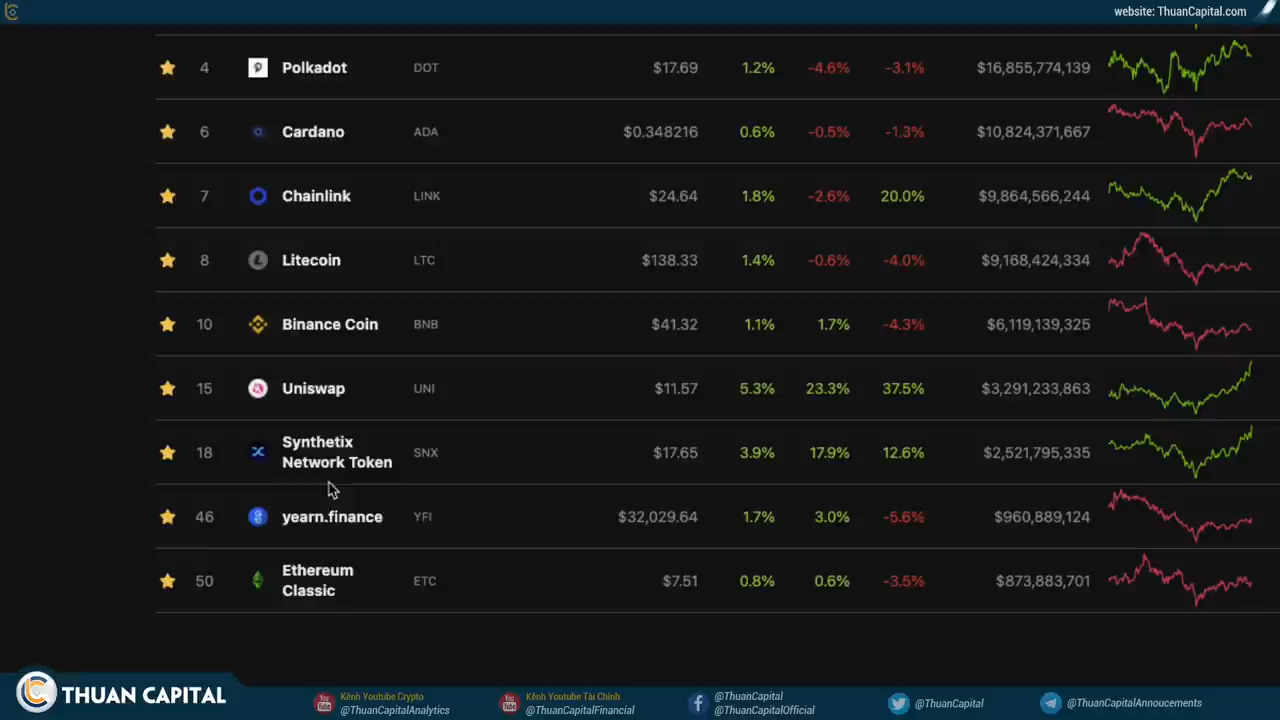 website: ThuanCapital.com
4 Polkadot DOT $17.69 1.2% -4.6% -3.1% $16,855,774,139
6 Cardano ADA $0.348216 0.6% -0.5% -1.3% $10,824,371,667
7 Chainlink LINK $24.64 1.8% -2.6% 20.0% $9,864,566,244
8 Litecoin LTC $138.33 1.4% -0.6% -4.0% $9,168,424,334
10 Binance Coin BNB $41.32 1.1% 1.7% -4.3% $6,119,139,325
15 Uniswap UNI $11.57 5.3% 23.3% 37.5% $3,291,233,863
Synthetix
18 Network Token SNX $17.65 3.9% 17.9% 12.6% $2,521,795,335
46 yearn.finance YFI $32,029.64 1.7% 3.0% -5.6% $960,889,124
Ethereum
50 Classic ETC $7.51 0.8% 0.6% -3.5% $873,883,701
THUAN CAPITAL
You Tube
Kênh Youtube Crypto
@ThuanCapitalAnalytics
You Tube
Kênh Youtube Tài Chính
@ThuanCapitalFinancial
@ThuanCapital
@ThuanCapitalOfficial
@ThuanCapital
@ThuanCapitalAnnoucements